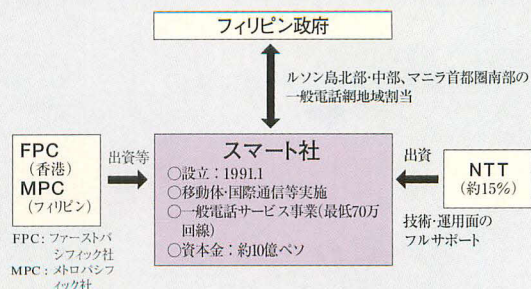 フィリピン政府
ルソン島北部・中部、マニラ首都圏南部の
一般電話網地域割当
FPC
(香港)
MPC
(フィリピン)
出資等
スマート社
○設立：1991.1
○移動体・国際通信等実施
○一般電話サービス事業(最低70万
回線)
○資本金：約10億ペソ
出資
NTT
(約15%)
技術・運用面の
フルサポート
FPC：ファーストパ
シフィック社
MPC：メトロパシフ
ィック社